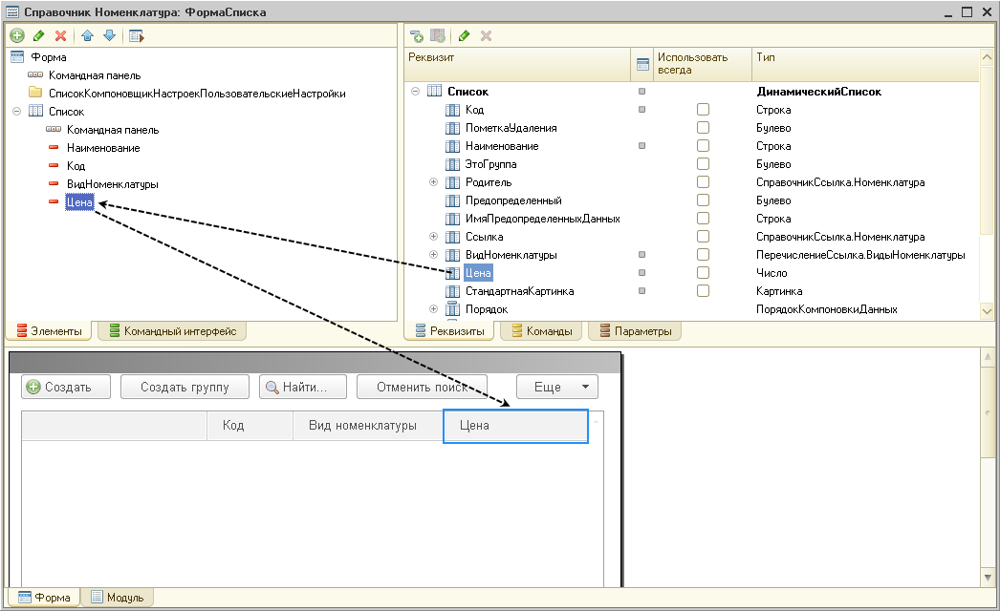 Справочник Номенклатура: ФормаСписка
Форма
Командная панель
СписокКомпоновщикНастроекПользовательскиеНастройки
Список
Командная панель
Наименование
Код
ВидНоменклатуры
Цена
Элементы
Командный интерфейс
Реквизит Использовать всегда Тип
Список ДинамическийСписок
Код Строка
ПометкаУдаления Булево
Наименование Строка
ЭтоГруппа Булево
Родитель СправочникСсылка.Номенклатура
Предопределенный Булево
ИмяПредопределенныхДанных Строка
Ссылка СправочникСсылка.Номенклатура
ВидНоменклатуры ПеречислениеСсылка.ВидыНоменклатуры
Цена Число
СтандартнаяКартинка Картинка
Порядок ПорядокКомпоновкиДанных
Реквизиты
Команды
Параметры
Создать Создать группу Найти... Отменить поиск Еще
Код Вид номенклатуры Цена
Форма Модуль